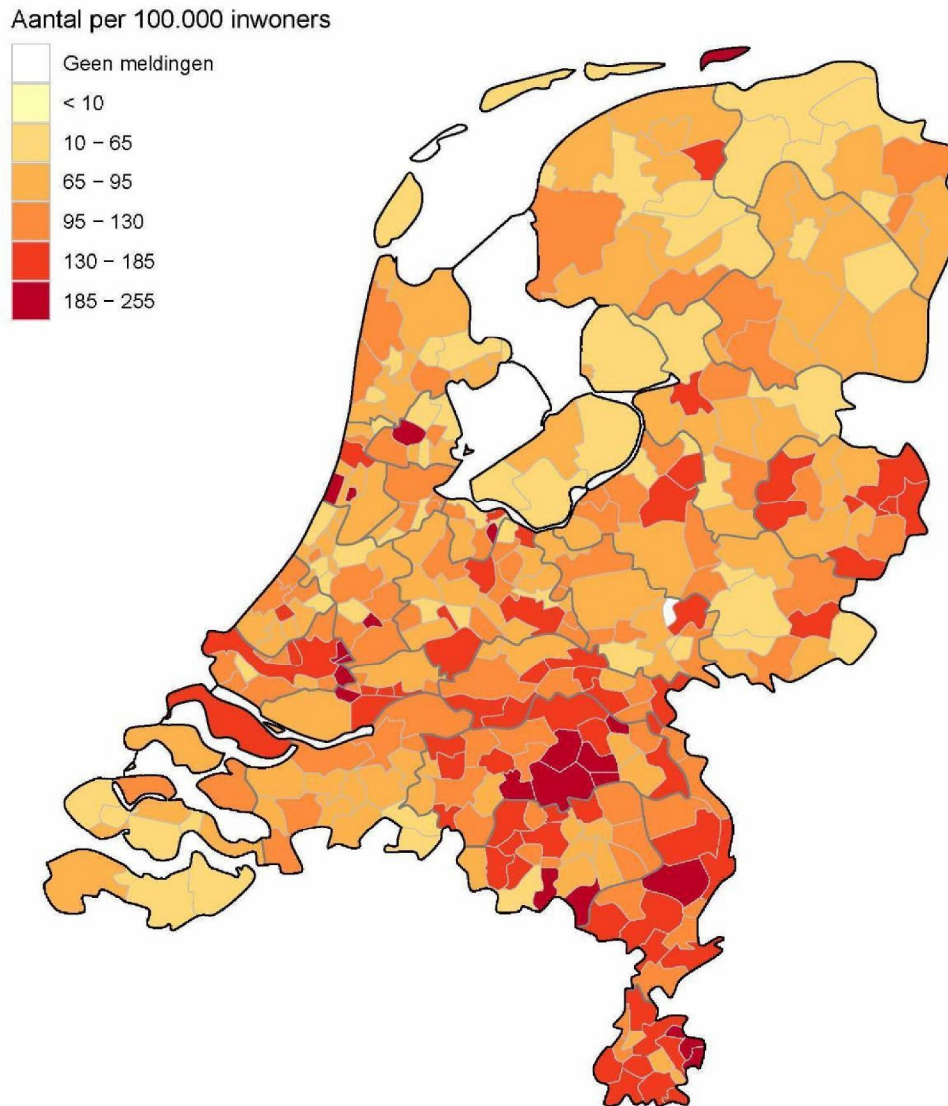 Aantal per 100.000 inwoners
Geen meldingen
< 10
10 – 65
65 – 95
95 – 130
130 – 185
185 – 255